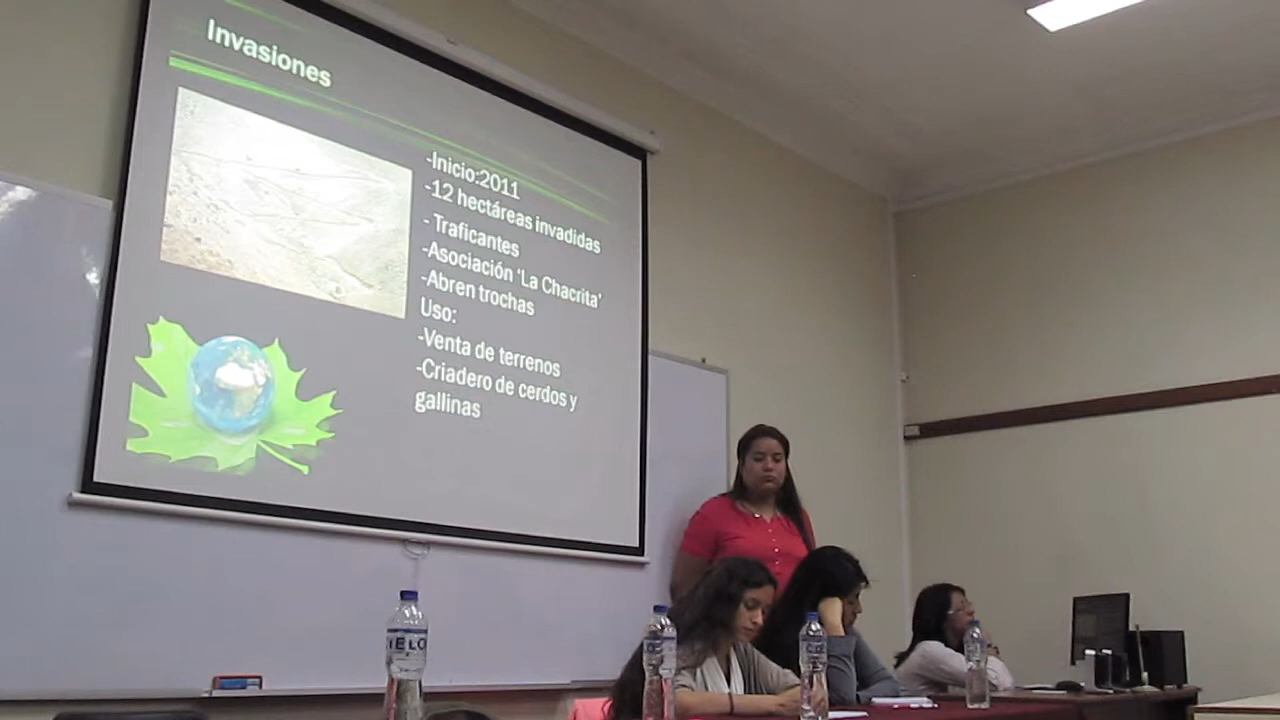 Invasiones
-Inicio:2011
-12 hectáreas invadidas
- Traficantes
-Asociación 'La Chacrita'
-Abren trochas
Uso:
-Venta de terrenos
-Criadero de cerdos y
gallinas
IELO